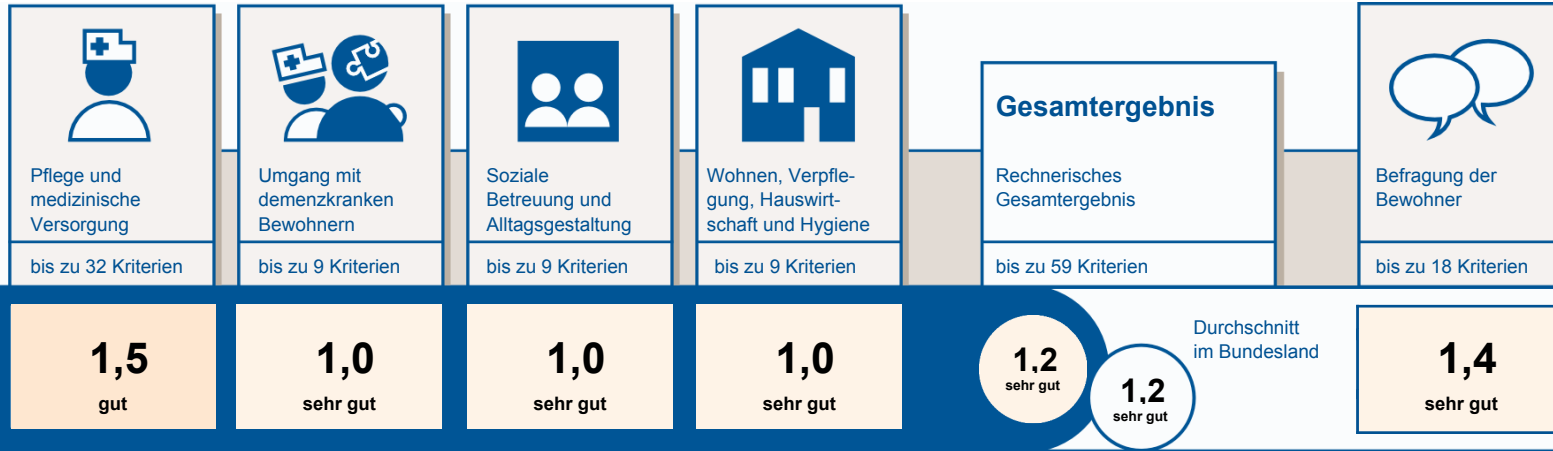 Pflege und
medizinische
Versorgung
bis zu 32 Kriterien
1,5
gut
Umgang mit
demenzkranken
Bewohnern
bis zu 9 Kriterien
1,0
sehr gut
Soziale
Betreuung und
Alltagsgestaltung
bis zu 9 Kriterien
1,0
sehr gut
Wohnen, Verpfle-
gung, Hauswirt-
schaft und Hygiene
bis zu 9 Kriterien
1,0
sehr gut
Gesamtergebnis
Rechnerisches
Gesamtergebnis
bis zu 59 Kriterien
1,2
sehr gut
1,2
sehr gut
Durchschnitt
im Bundesland
Befragung der
Bewohner
bis zu 18 Kriterien
1,4
sehr gut